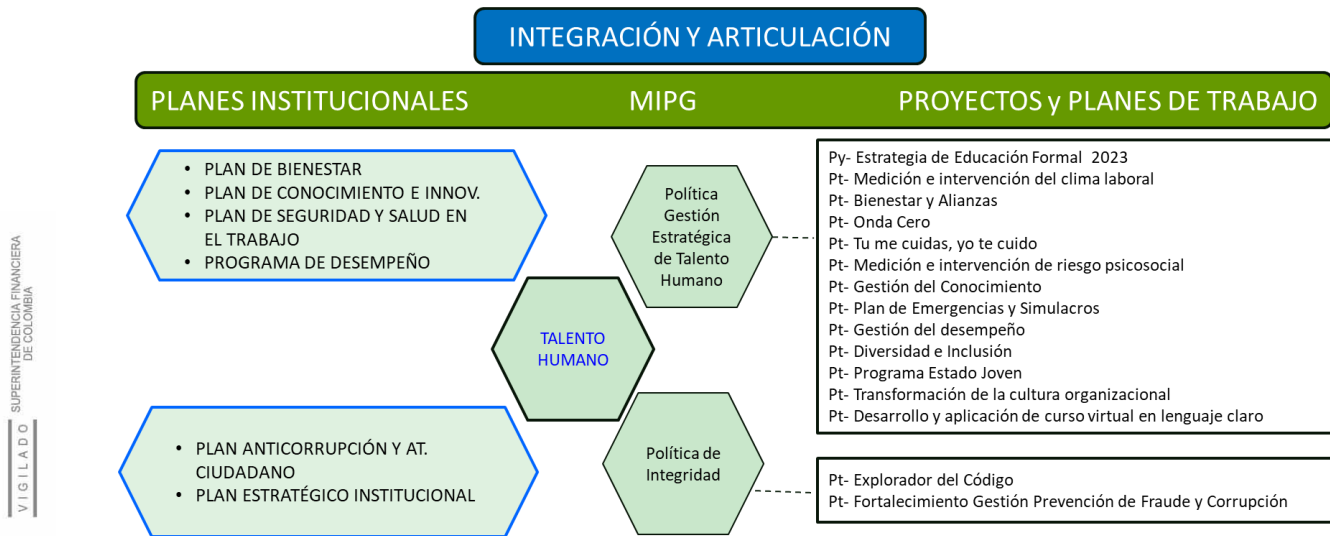 INTEGRACIÓN Y ARTICULACIÓN
PLANES INSTITUCIONALES
MIPG
PROYECTOS y PLANES DE TRABAJO
• PLAN DE BIENESTAR
• PLAN DE CONOCIMIENTO E INNOV.
• PLAN DE SEGURIDAD Y SALUD EN
EL TRABAJO
• PROGRAMA DE DESEMPEÑO
Política
Gestión
Estratégica
de Talento
Humano
Py- Estrategia de Educación Formal 2023
Pt- Medición e intervención del clima laboral
Pt- Bienestar y Alianzas
Pt- Onda Cero
Pt- Tu me cuidas, yo te cuido
Pt- Medición e intervención de riesgo psicosocial
Pt- Gestión del Conocimiento
Pt- Plan de Emergencias y Simulacros
Pt- Gestión del desempeño
Pt- Diversidad e Inclusión
Pt- Programa Estado Joven
Pt- Transformación de la cultura organizacional
Pt- Desarrollo y aplicación de curso virtual en lenguaje claro
TALENTO
HUMANO
• PLAN ANTICORRUPCIÓN Y AT.
CIUDADANO
• PLAN ESTRATÉGICO INSTITUCIONAL
Política de
Integridad
Pt- Explorador del Código
Pt- Fortalecimiento Gestión Prevención de Fraude y Corrupción
VIGILADO
SUPERINTENDENCIA FINANCIERA
DE COLOMBIA